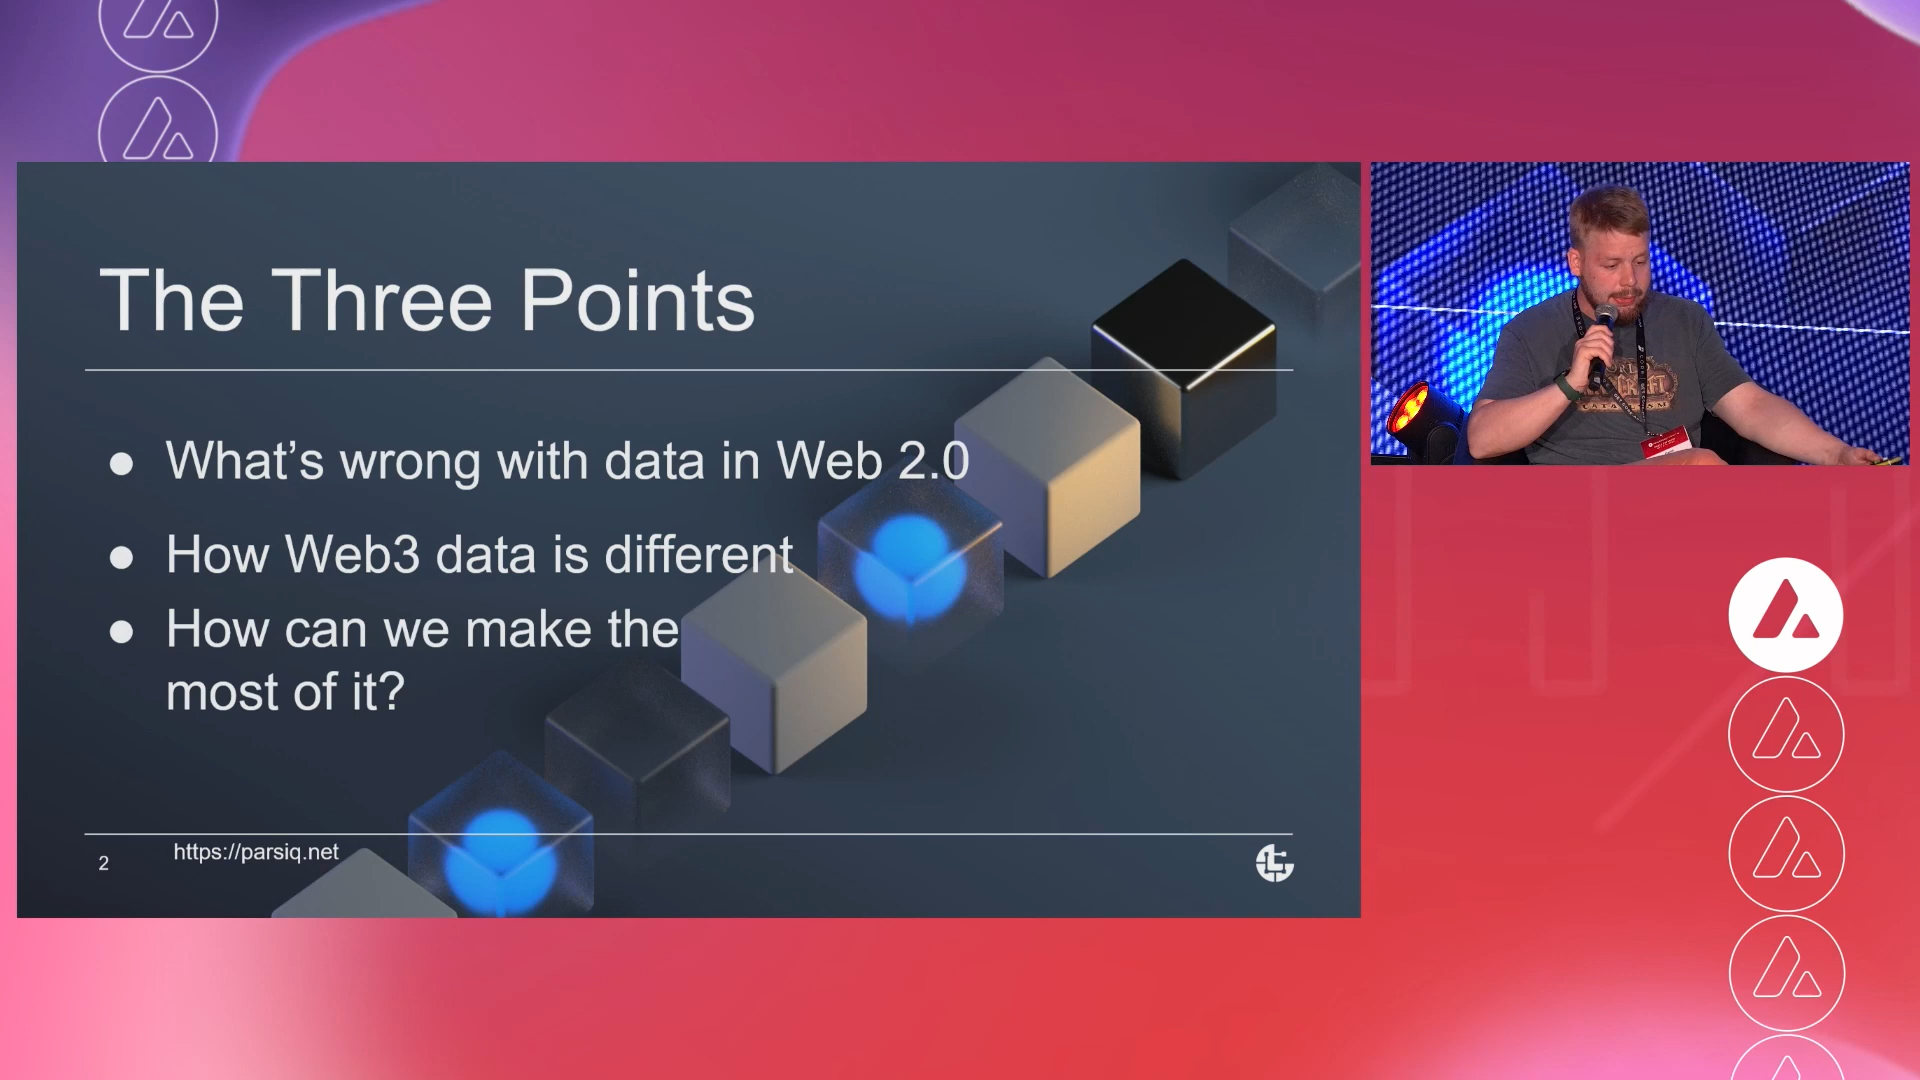 The Three Points
What’s wrong with data in Web 2.0
How Web3 data is different
How can we make the
most of it?
2
https://parsiq.net